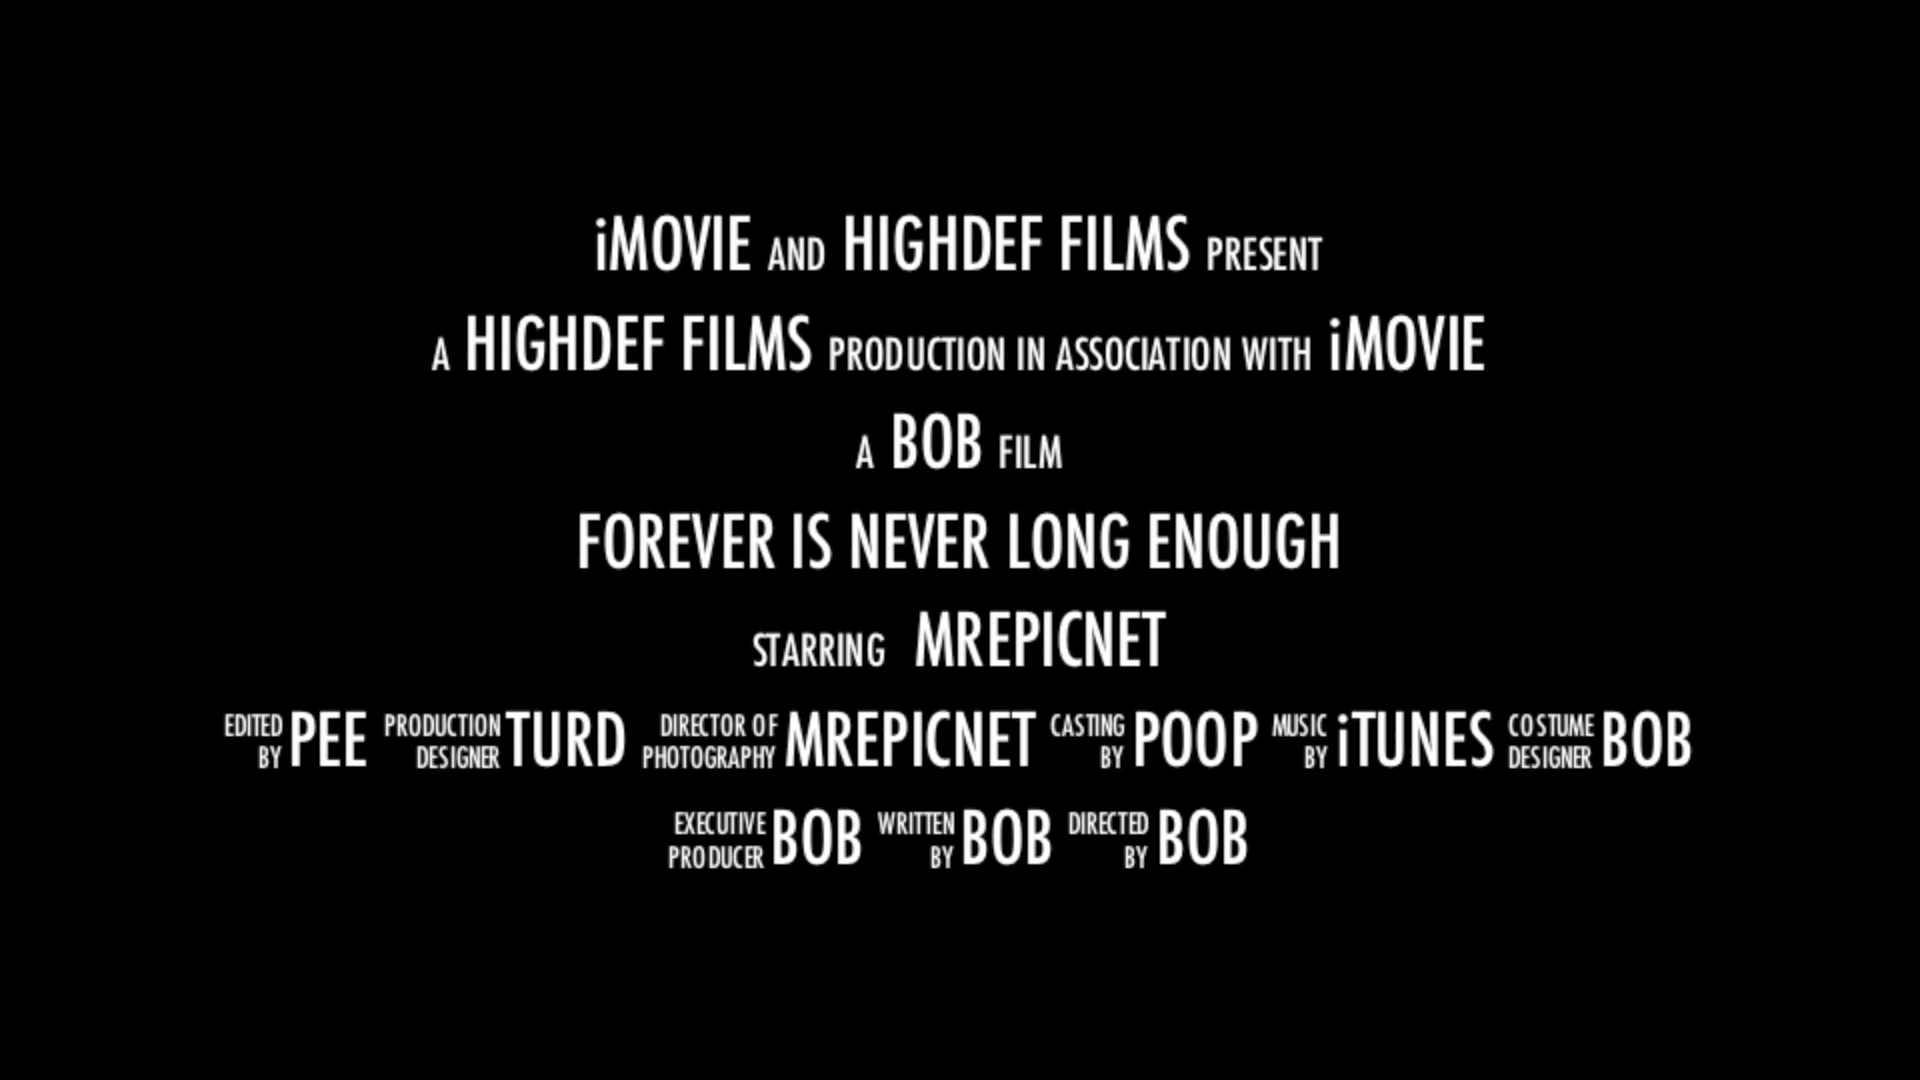 iMOVIE AND HIGHDEF FILMS PRESENT
A HIGHDEF FILMS PRODUCTION IN ASSOCIATION WITH iMOVIE
A BOB FILM
FOREVER IS NEVER LONG ENOUGH
STARRING MREPICNET
EDITED BY PEE PRODUCTION DESIGNER TURD DIRECTOR OF PHOTOGRAPHY MREPICNET CASTING BY POOP MUSIC BY iTUNES COSTUME DESIGNER BOB
EXECUTIVE PRODUCER BOB WRITTEN BY BOB DIRECTED BY BOB